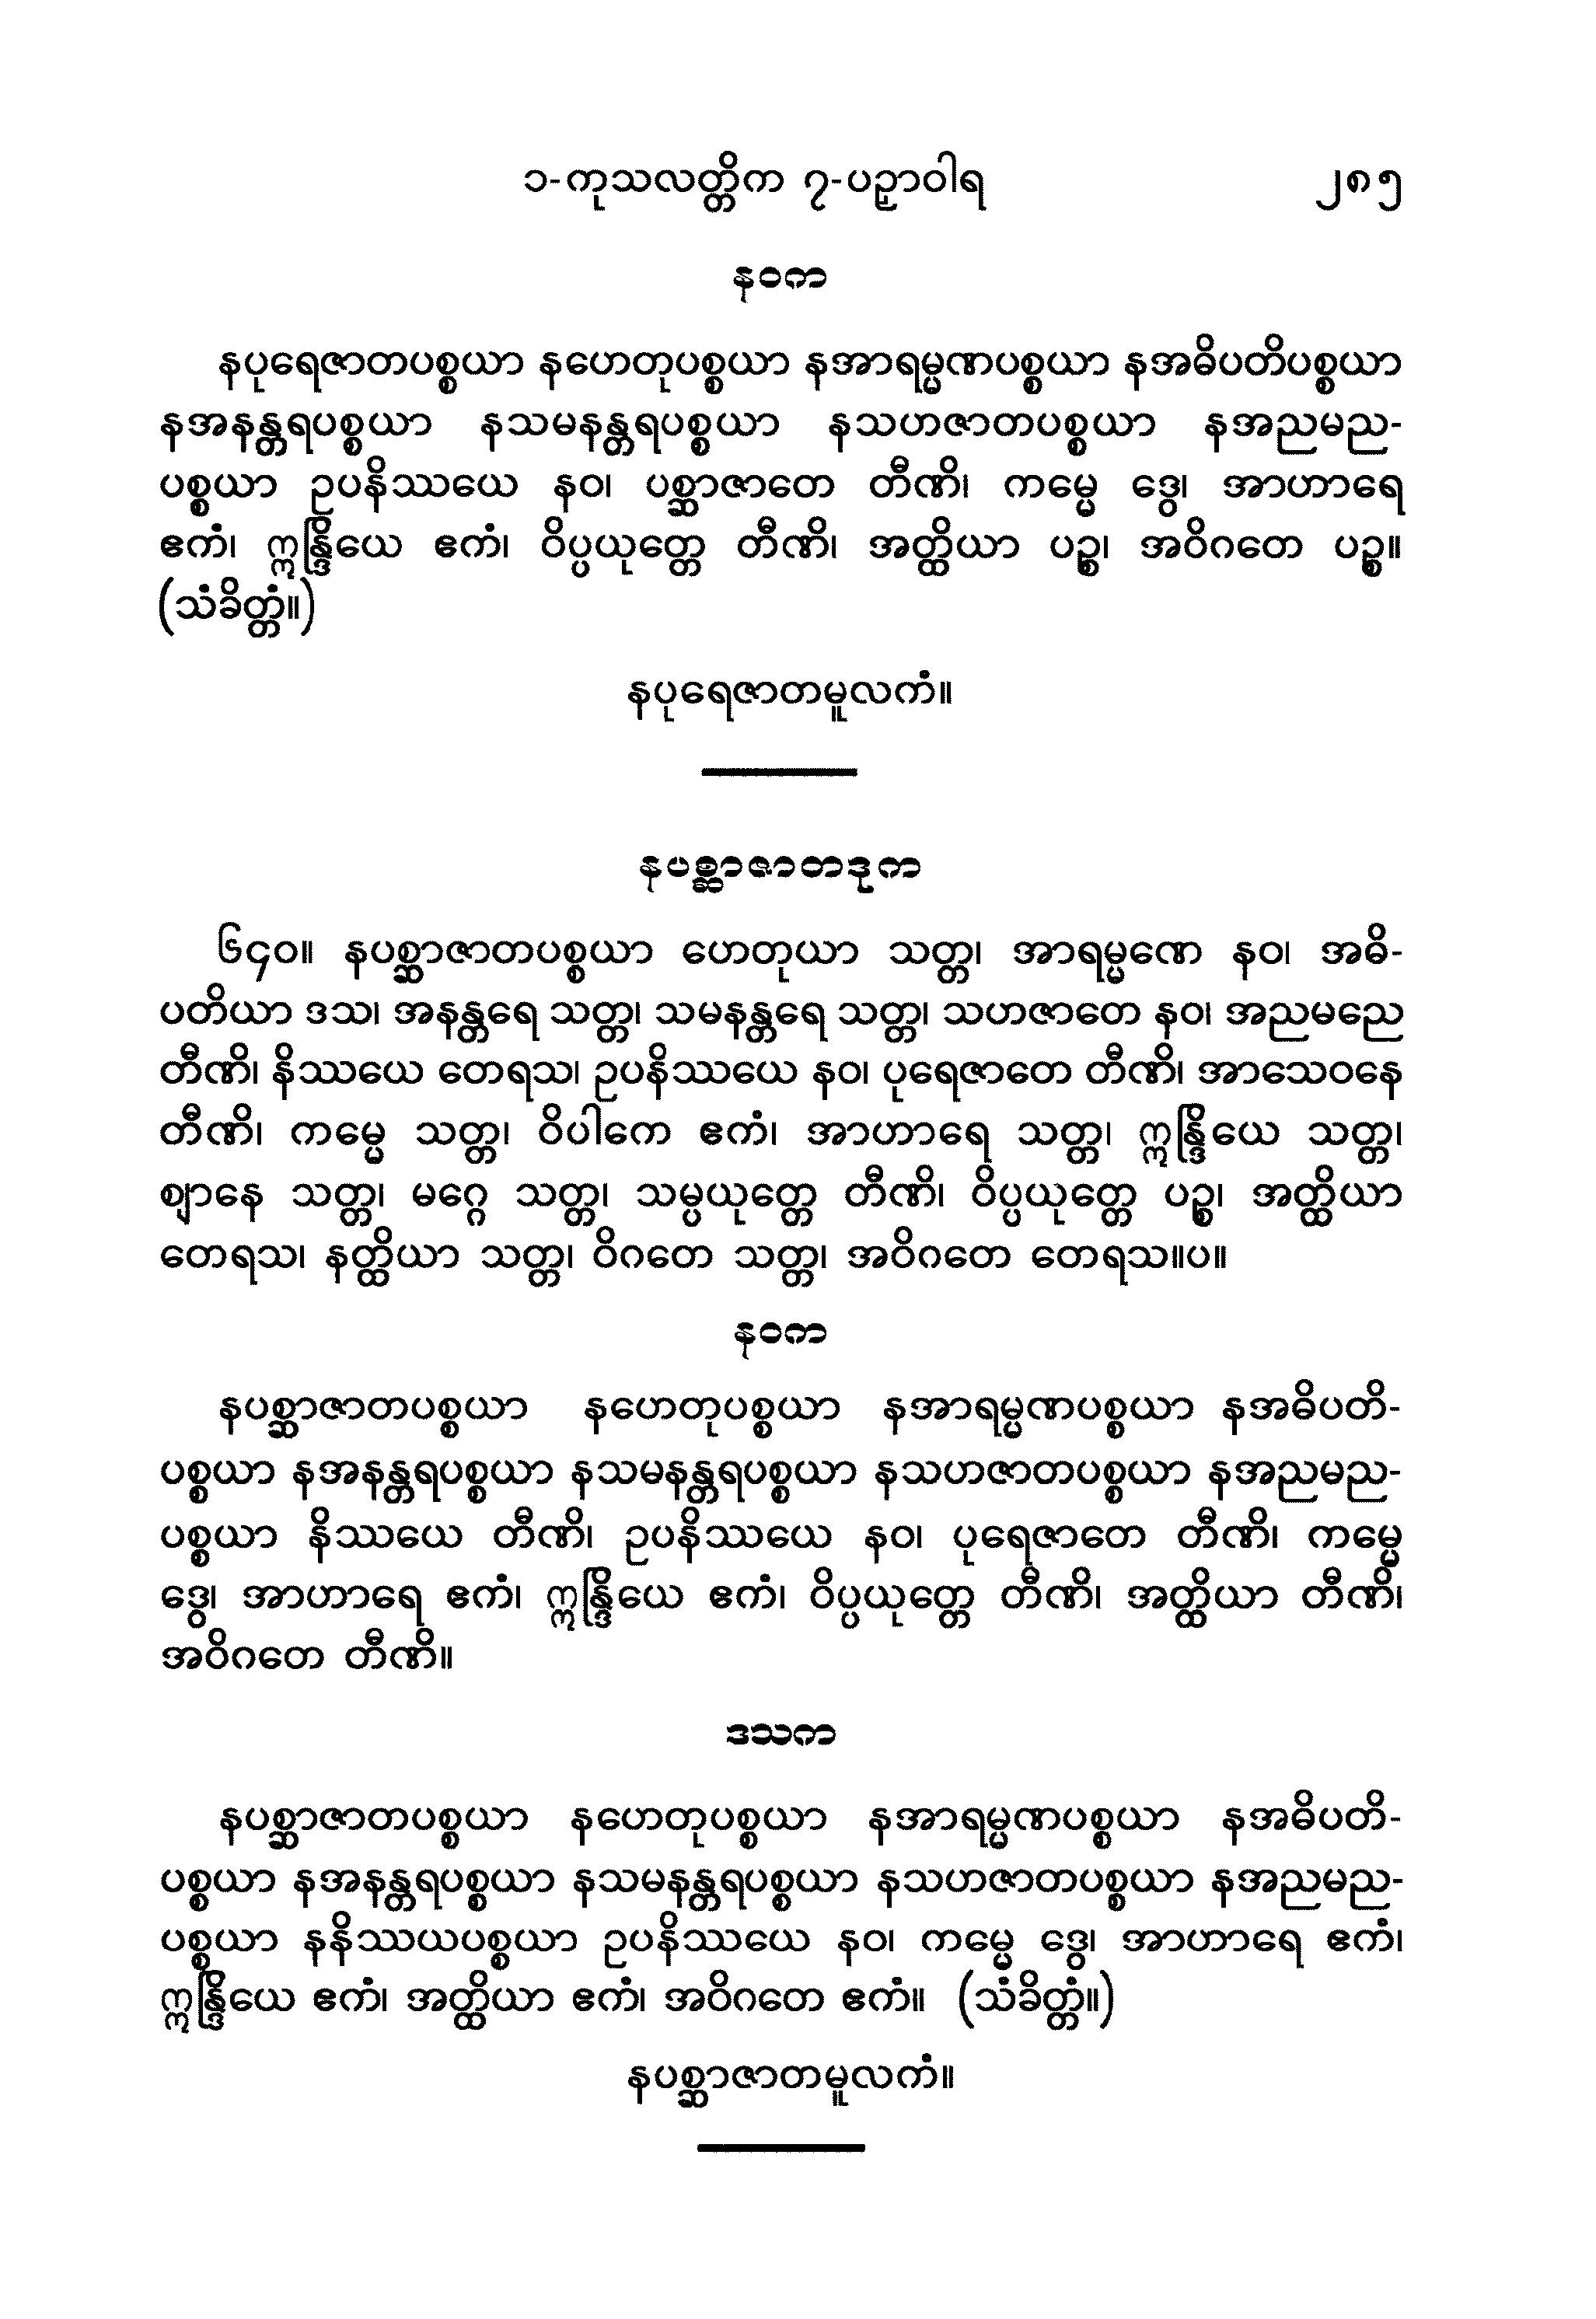 ၁-ကုသလတ္တိက ၇-ပဉှာဝါရ ၂၈၅
နဝက
နပုရေဇာတပစ္စယာ နဟေတုပစ္စယာ နအာရမ္မဏပစ္စယာ နအဓိပတိပစ္စယာ
နအနန္တရပစ္စယာ နသမနန္တရပစ္စယာ နသဟဇာတပစ္စယာ နအညမည-
ပစ္စယာ ဥပနိဿယေ နဝ၊ ပစ္ဆာဇာတေ တီဏိ၊ ကမ္မေ ဒွေ၊ အာဟာရေ
ဧကံ၊ ဣန္ဒြိယေ ဧကံ၊ ဝိပ္ပယုတ္တေ တီဏိ၊ အတ္ထိယာ ပဉ္စ၊ အဝိဂတေ ပဉ္စ။
(သံခိတ္တံ။)
နပုရေဇာတမူလကံ။
နပစ္ဆာဇာတဒုက
၆၄၀။ နပစ္ဆာဇာတပစ္စယာ ဟေတုယာ သတ္တ၊ အာရမ္မဏေ နဝ၊ အဓိ-
ပတိယာ ဒသ၊ အနန္တရေ သတ္တ၊ သမနန္တရေ သတ္တ၊ သဟဇာတေ နဝ၊ အညမညေ
တီဏိ၊ နိဿယေ တေရသ၊ ဥပနိဿယေ နဝ၊ ပုရေဇာတေ တီဏိ၊ အာသေဝနေ
တီဏိ၊ ကမ္မေ သတ္တ၊ ဝိပါကေ ဧကံ၊ အာဟာရေ သတ္တ၊ ဣန္ဒြိယေ သတ္တ၊
ဈာနေ သတ္တ၊ မဂ္ဂေ သတ္တ၊ သမ္ပယုတ္တေ တီဏိ၊ ဝိပ္ပယုတ္တေ ပဉ္စ၊ အတ္ထိယာ
တေရသ၊ နတ္ထိယာ သတ္တ၊ ဝိဂတေ သတ္တ၊ အဝိဂတေ တေရသ။ပ။
နဝက
နပစ္ဆာဇာတပစ္စယာ နဟေတုပစ္စယာ နအာရမ္မဏပစ္စယာ နအဓိပတိ-
ပစ္စယာ နအနန္တရပစ္စယာ နသမနန္တရပစ္စယာ နသဟဇာတပစ္စယာ နအညမည-
ပစ္စယာ နိဿယေ တီဏိ၊ ဥပနိဿယေ နဝ၊ ပုရေဇာတေ တီဏိ၊ ကမ္မေ
ဒွေ၊ အာဟာရေ ဧကံ၊ ဣန္ဒြိယေ ဧကံ၊ ဝိပ္ပယုတ္တေ တီဏိ၊ အတ္ထိယာ တီဏိ၊
အဝိဂတေ တီဏိ။
ဒသက
နပစ္ဆာဇာတပစ္စယာ နဟေတုပစ္စယာ နအာရမ္မဏပစ္စယာ နအဓိပတိ-
ပစ္စယာ နအနန္တရပစ္စယာ နသမနန္တရပစ္စယာ နသဟဇာတပစ္စယာ နအညမည-
ပစ္စယာ နနိဿယပစ္စယာ ဥပနိဿယေ နဝ၊ ကမ္မေ ဒွေ၊ အာဟာရေ ဧကံ၊
ဣန္ဒြိယေ ဧကံ၊ အတ္ထိယာ ဧကံ၊ အဝိဂတေ ဧကံ။ (သံခိတ္တံ။)
နပစ္ဆာဇာတမူလကံ။